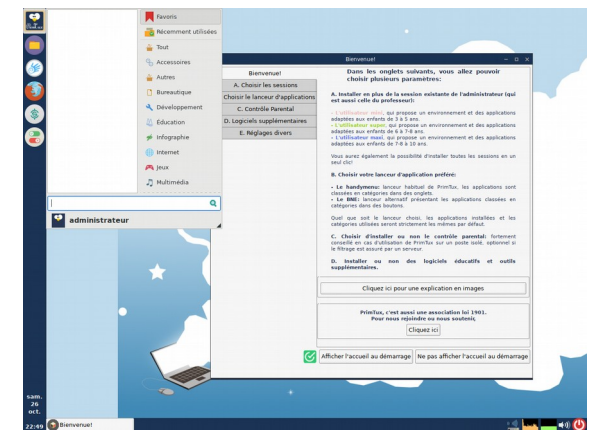 Favoris
Récemment utilisées
Tout
Accessoires
Autres
Bureautique
Développement
Education
Infographie
Internet
Jeux
Multimédia
administrateur
Bienvenue!
Bienvenue!
A. Choisir les sessions
Choisir le lanceur d'applications
C. Contrôle Parental
D. Logiciels supplémentaires
E. Réglages divers
Dans les onglets suivants, vous allez pouvoir
choisir plusieurs paramètres:
A. Installer en plus de la session existante de l'administrateur (qui
est aussi celle du professeur):
- L'utilisateur mini, qui propose un environnement et des applications
adaptées aux enfants de 3 à 5 ans.
- L'utilisateur super, qui propose un environnement et des applications
adaptées aux enfants de 6 à 7-8 ans.
- L'utilisateur maxi, qui propose un environnement et des applications
adaptées aux enfants de 7-8 à 10 ans.
Vous aurez également la possibilité d'installer toutes les sessions en un
seul clic!
B. Choisir votre lanceur d'application préféré:
- Le handymenu: lanceur habituel de PrimTux, les applications sont
classées en catégories dans des onglets.
- Le BNE: lanceur alternatif présentant les applications classées en
catégories dans des boutons.
Quel que soit le lanceur choisi, les applications installées et les
catégories utilisées seront strictement les mêmes par défaut.
C. Choisir d'installer ou non le contrôle parental: fortement
conseillé en cas d'utilisation de PrimTux sur un poste isolé, optionnel si
le filtrage est assuré par un serveur.
D. Installer ou non des logiciels éducatifs et outils
supplémentaires.
Cliquez ici pour une explication en images
PrimTux, c'est aussi une association loi 1901.
Pour nous rejoindre ou nous soutenir,
Cliquez ici
Afficher l'accueil au démarrage
Ne pas afficher l'accueil au démarrage
sam.
26
oct.
22:49
Bienvenue!